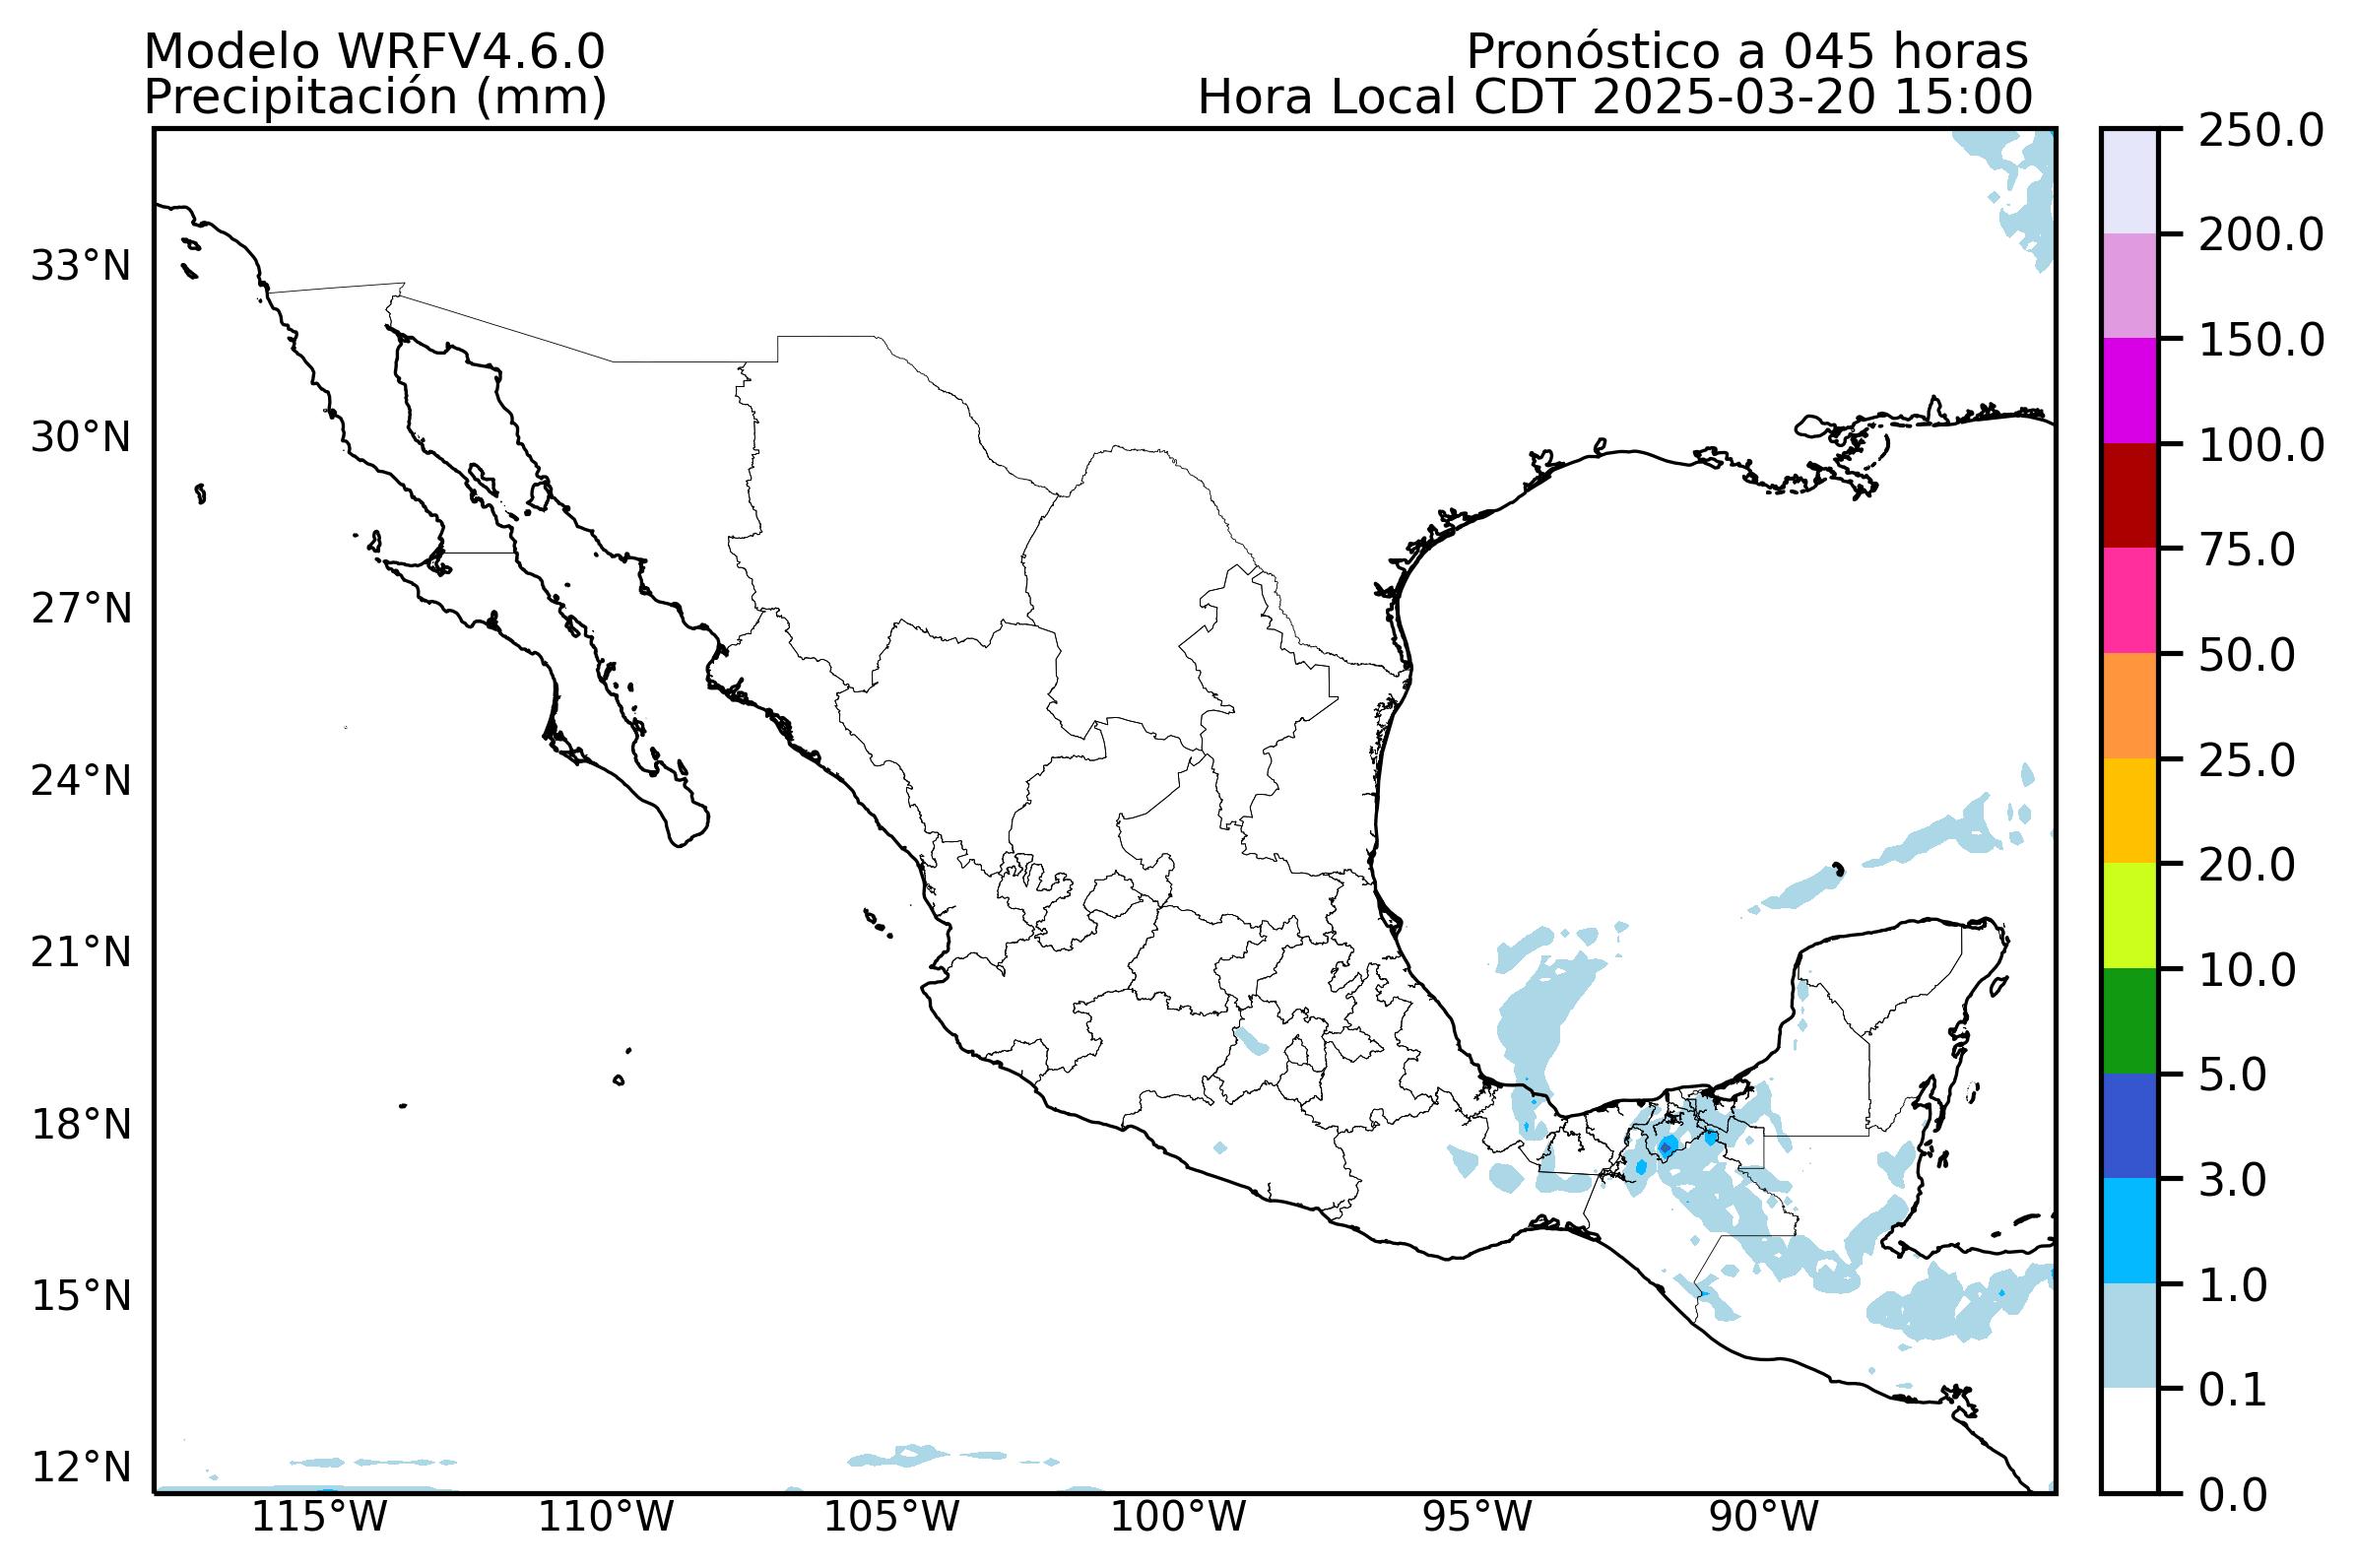 Modelo WRFV4.6.0
Precipitación (mm)
Pronóstico a 045 horas
Hora Local CDT 2025-03-20 15:00
33°N
30°N
27°N
24°N
21°N
18°N
15°N
12°N
115°W
110°W
105°W
100°W
95°W
90°W
250.0
200.0
150.0
100.0
75.0
50.0
25.0
20.0
10.0
5.0
3.0
1.0
0.1
0.0